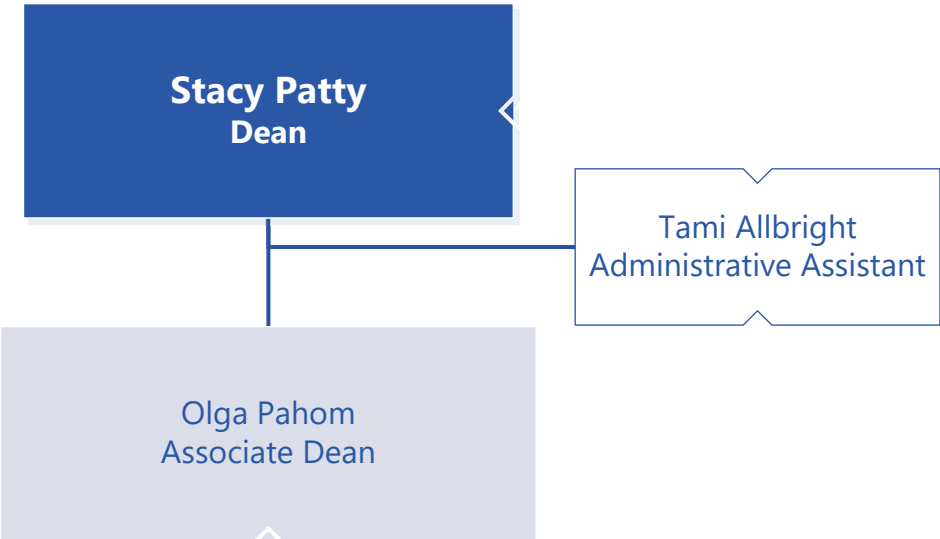 Stacy Patty
Dean
Tami Allbright
Administrative Assistant
Olga Pahom
Associate Dean